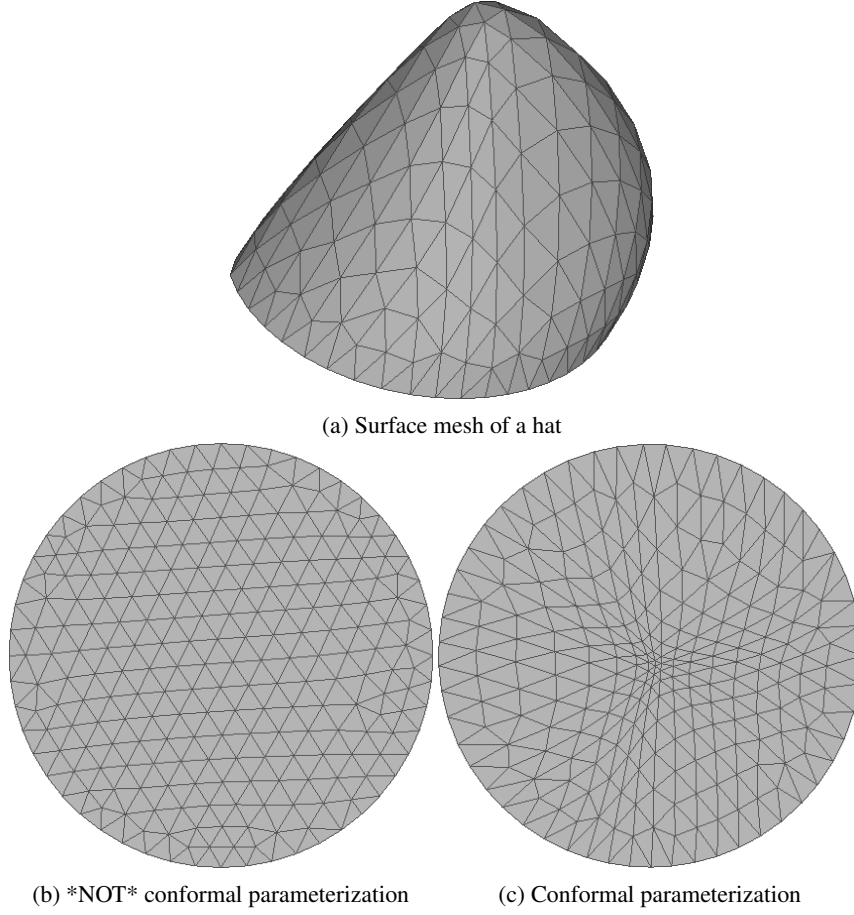 (a) Surface mesh of a hat
(b) *NOT* conformal parameterization
(c) Conformal parameterization